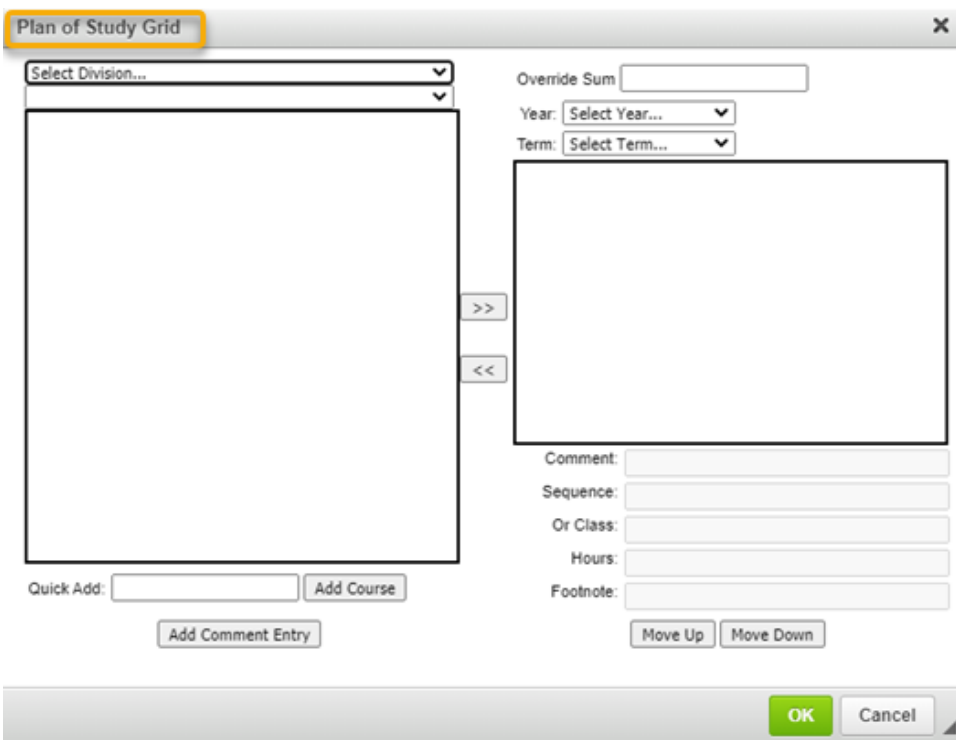 Plan of Study Grid
Select Division...
Override Sum
Year: Select Year...
Term: Select Term...
>>
<<
Comment:
Sequence:
Or Class:
Hours:
Footnote:
Quick Add: Add Course
Add Comment Entry
Move Up Move Down
OK Cancel